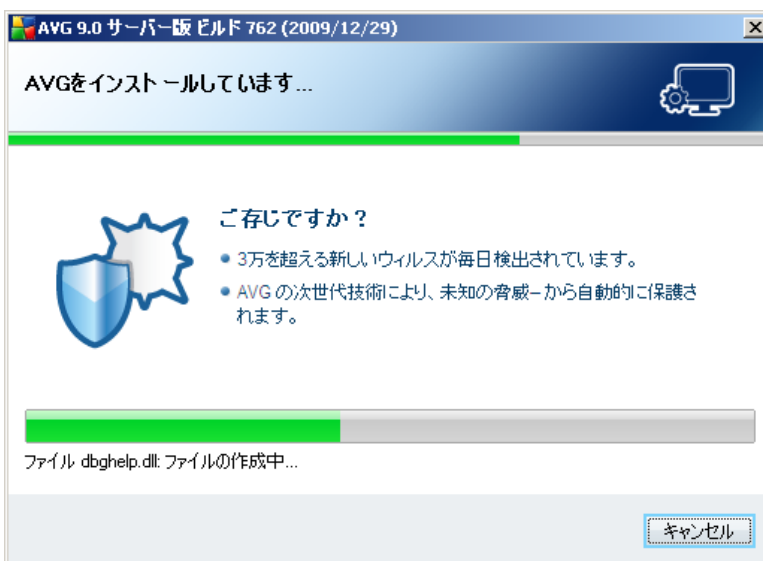 AVG 9.0 サーバー版 ビルド 762 (2009/12/29)
AVGをインストールしています...
ご存じですか？
3万を超える新しいウィルスが毎日検出されています。
AVG の次世代技術により、未知の脅威−から自動的に保護さ
れます。
ファイル dbghelp.dll: ファイルの作成中...
キャンセル